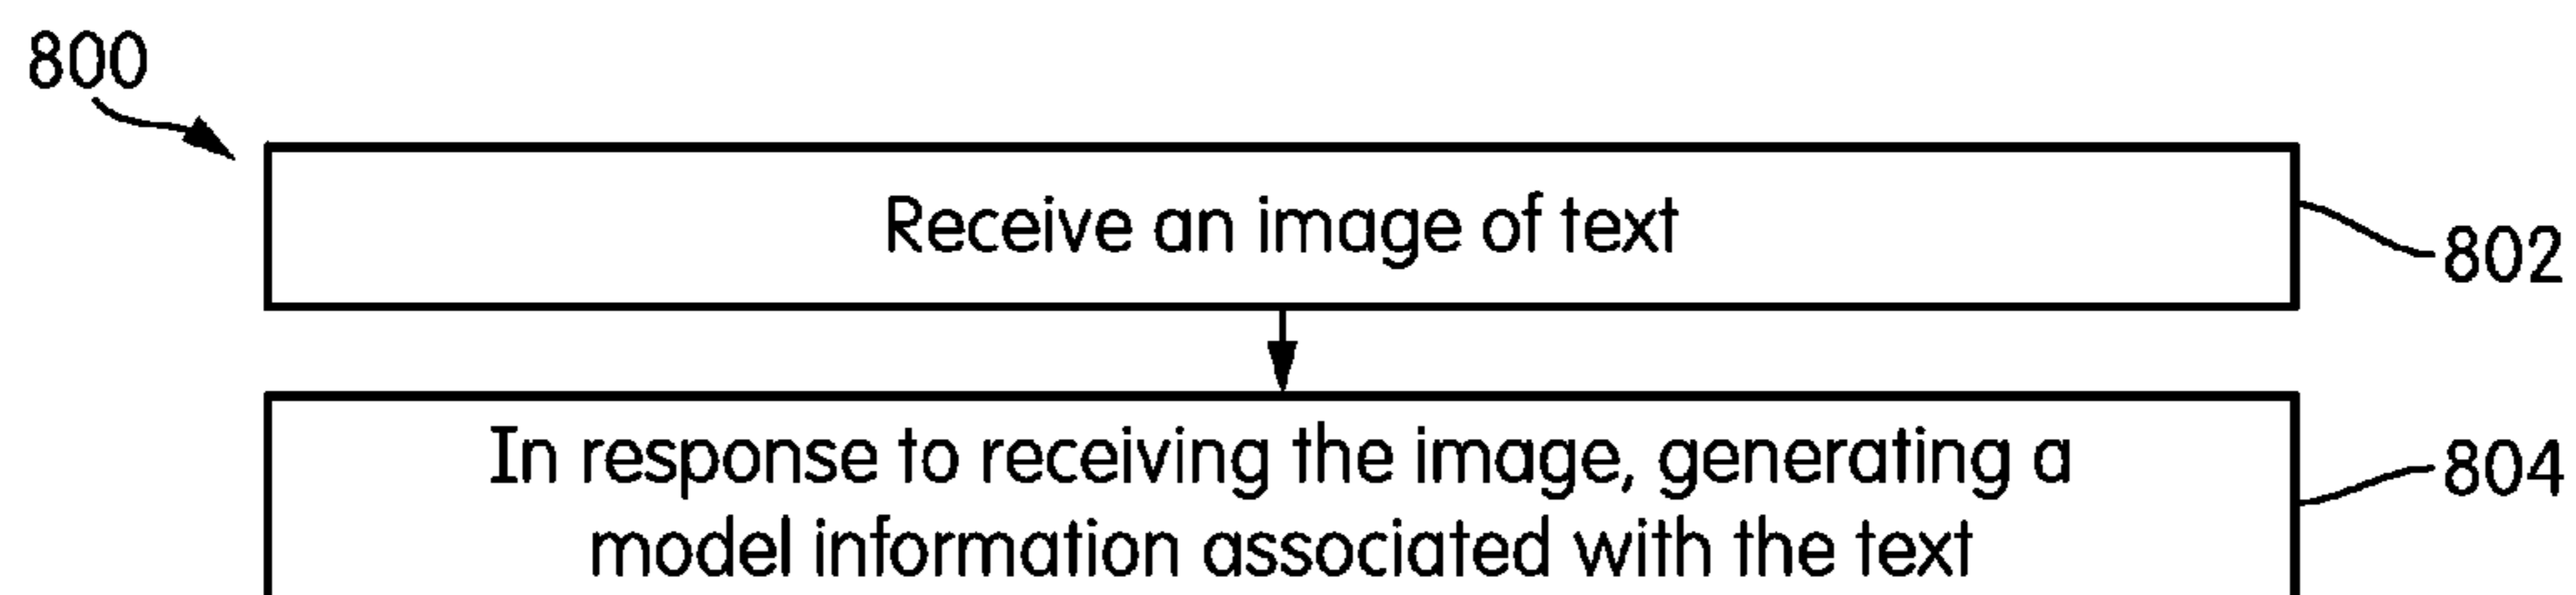 800
Receive an image of text
802
In response to receiving the image, generating a
804
model information associated with the text